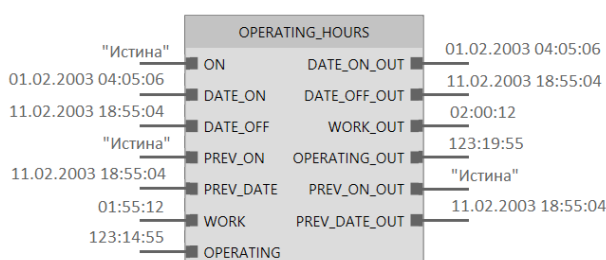 OPERATING_HOURS
"Истина" ON DATE_ON_OUT 01.02.2003 04:05:06
01.02.2003 04:05:06 DATE_ON DATE_OFF_OUT 11.02.2003 18:55:04
11.02.2003 18:55:04 DATE_OFF WORK_OUT 02:00:12
"Истина" PREV_ON OPERATING_OUT 123:19:55
11.02.2003 18:55:04 PREV_DATE PREV_ON_OUT "Истина"
01:55:12 WORK PREV_DATE_OUT 11.02.2003 18:55:04
123:14:55 OPERATING